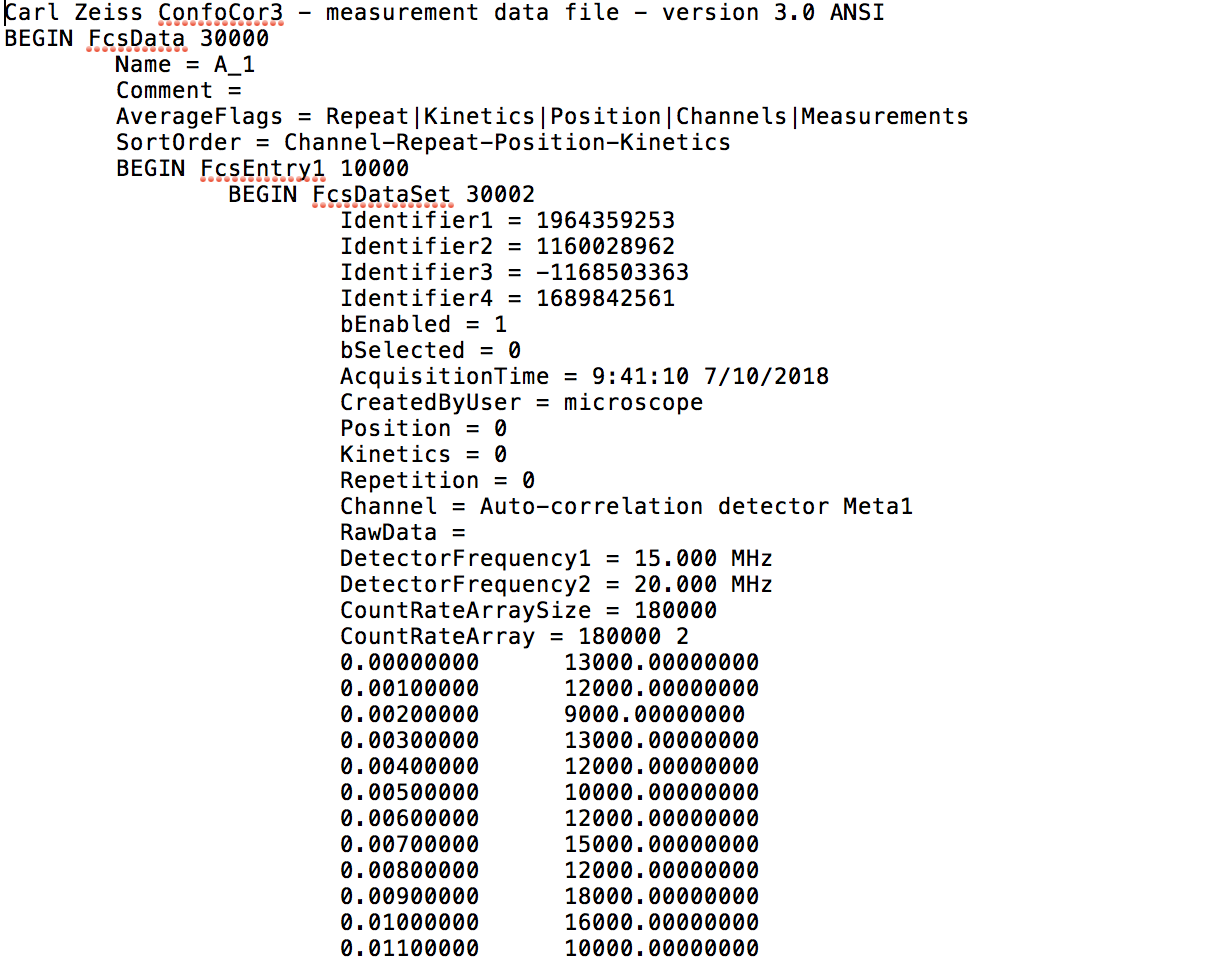 Carl Zeiss ConfoCor3 - measurement data file - version 3.0 ANSI
BEGIN FcsData 30000
Name = A_1
Comment =
AverageFlags = Repeat|Kinetics|Position|Channels|Measurements
SortOrder = Channel-Repeat-Position-Kinetics
BEGIN FcsEntry1 10000
BEGIN FcsDataSet 30002
Identifier1 = 1964359253
Identifier2 = 1160028962
Identifier3 = -1168503363
Identifier4 = 1689842561
bEnabled = 1
bSelected = 0
AcquisitionTime = 9:41:10 7/10/2018
CreatedByUser = microscope
Position = 0
Kinetics = 0
Repetition = 0
Channel = Auto-correlation detector Meta1
RawData =
DetectorFrequency1 = 15.000 MHz
DetectorFrequency2 = 20.000 MHz
CountRateArraySize = 180000
CountRateArray = 180000 2
0.00000000 13000.00000000
0.00100000 12000.00000000
0.00200000 9000.00000000
0.00300000 13000.00000000
0.00400000 12000.00000000
0.00500000 10000.00000000
0.00600000 12000.00000000
0.00700000 15000.00000000
0.00800000 12000.00000000
0.00900000 18000.00000000
0.01000000 16000.00000000
0.01100000 10000.00000000